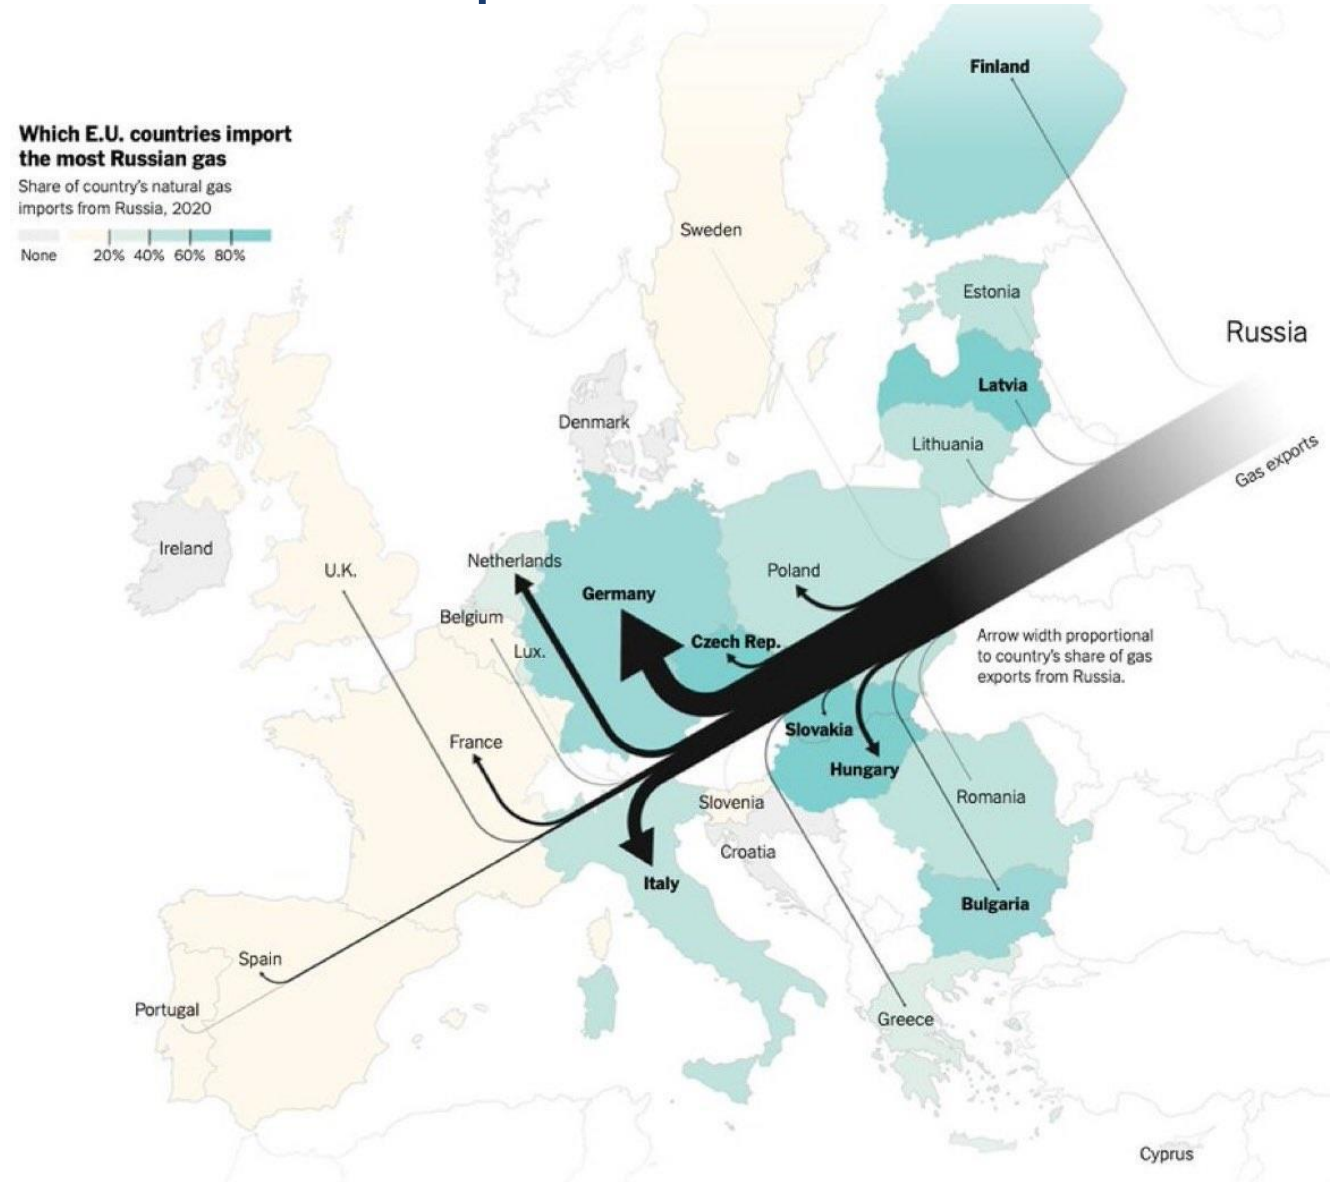 Which E.U. countries import
the most Russian gas
Share of country's natural gas
imports from Russia, 2020
None 20% 40% 60% 80%
Finland
Sweden
Estonia
Russia
Latvia
Denmark
Lithuania
Gas exports
Ireland
Netherlands
U.K.
Poland
Germany
Belgium
Czech Rep.
Lux.
Arrow width proportional
to country's share of gas
exports from Russia.
Slovakia
France
Hungary
Slovenia
Romania
Croatia
Italy
Bulgaria
Spain
Portugal
Greece
Cyprus